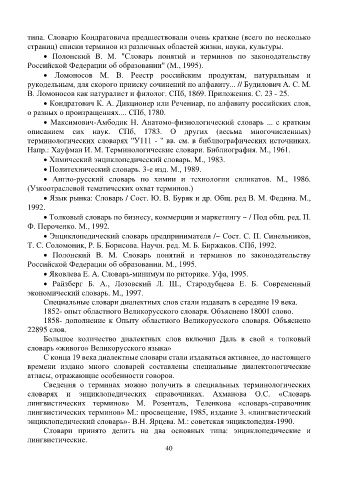 типа. Словарю Кондратовича предшествовали очень краткие (всего по несколько
страниц) списки терминов из различных областей жизни, науки, культуры.
• Полонский В. М. "Словарь понятий и терминов по законодательству
Российской Федерации об образовании" (М., 1995).
• Ломоносов М. В. Реестр российским продуктам, натуральным и
рукодельным, для скорого прииску сочинений по алфавиту... // Будилович А. С. М.
В. Ломоносов как натуралист и филолог. СПб, 1869. Приложения. С. 23 - 25.
• Кондратович К. А. Дикционер или Речениар, по алфавиту российских слов,
о разных о произращениях.... СПб, 1780.
• Максимович-Амбодик Н. Анатомо-физиологический словарь ... с кратким
описанием сих наук. СПб, 1783. О других (весьма многочисленных)
терминологических словарях "У111 - " вв. см. в библиографических источниках.
Напр.: Хауфман И. М. Терминологические словари. Библиография. М., 1961.
• Химический энциклопедический словарь. М., 1983.
• Политехнический словарь. 3-е изд. М., 1989.
• Англо-русский словарь по химии и технологии силикатов. М., 1986.
(Узкоотраслевой тематических охват терминов.)
• Язык рынка: Словарь / Сост. Ю. В. Буряк и др. Общ. ред В. М. Федина. М.,
1992.
• Толковый словарь по бизнесу, коммерции и маркетингу ~ / Под общ. ред. П.
Ф. Пероченко. М., 1992.
• Энциклопедический словарь предпринимателя /~ Сост. С. П. Синельников,
Т. С. Соломоник, Р. Б. Борисова. Научн. ред. М. Б. Биржаков. СПб, 1992.
• Полонский В. М. Словарь понятий и терминов по законодательству
Российской Федерации об образовании. М., 1995.
• Яковлева Е. А. Словарь-минимум по риторике. Уфа, 1995.
• Райзберг Б. А., Лозовский Л. Ш., Стародубцева Е. Б. Современный
экономический словарь. М., 1997.
Специальные словари диалектных слов стали издавать в середине 19 века.
1852- опыт областного Великорусского словаря. Объяснено 18001 слово.
1858- дополнение к Опыту областного Великорусского словаря. Объяснено
22895 слов.
Большое количество диалектных слов включил Даль в свой « толковый
словарь «живого» Великорусского языка»
С конца 19 века диалектные словари стали издаваться активнее, до настоящего
времени издано много словарей составлены специальные диалектологические
атласы, отражающие особенности говоров.
Сведения о терминах можно получить в специальных терминологических
словарях и энциклопедических справочниках. Ахманова О.С. «Словарь
лингвистических терминов» М. Розенталь, Теленкова «словарь-справочник
лингвистических терминов» М.: просвещение, 1985, издание 3. «лингвистический
энциклопедический словарь»- В.Н. Ярцева. М.: советская энциклопедия-1990.
Словари принято делить на два основных типа: энциклопедические и
лингвистические.
40